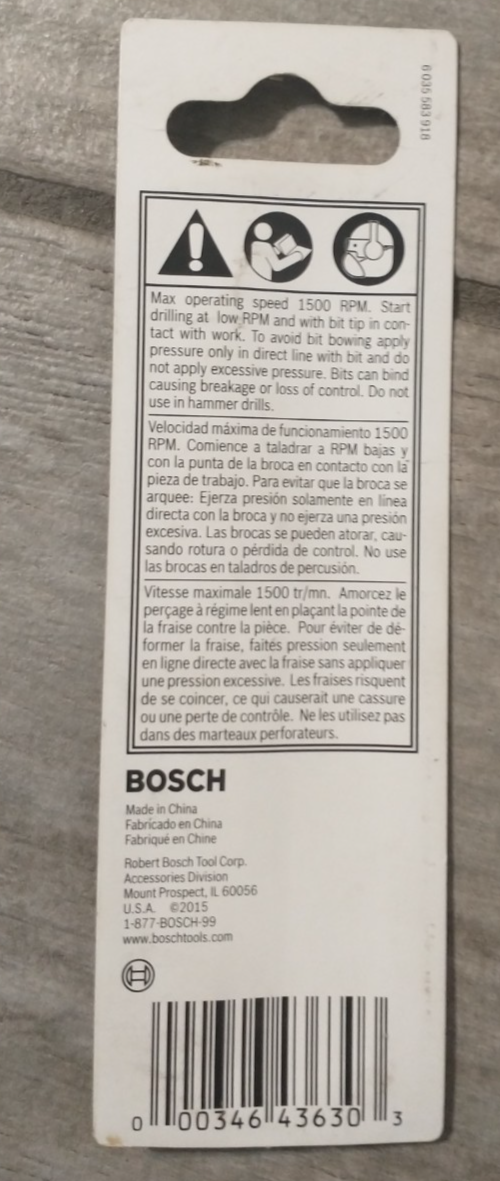 6 035 583 918
Max operating speed 1500 RPM. Start
drilling at low RPM and with bit tip in con-
tact with work. To avoid bit bowing apply
pressure only in direct line with bit and do
not apply excessive pressure. Bits can bind
causing breakage or loss of control. Do not
use in hammer drills.
Velocidad máxima de funcionamiento 1500
RPM. Comience a taladrar a RPM bajas y
con la punta de la broca en contacto con la
pieza de trabajo. Para evitar que la broca se
arquee: Ejerza presión solamente en línea
directa con la broca y no ejerza una presión
excesiva. Las brocas se pueden atorar, cau-
sando rotura o pérdida de control. No use
las brocas en taladros de percusión.
Vitesse maximale 1500 tr/mn. Amorcez le
perçage à régime lent en plaçant la pointe de
la fraise contre la pièce. Pour éviter de dé-
former la fraise, faites pression seulement
en ligne directe avec la fraise sans appliquer
une pression excessive. Les fraises risquent
de se coincer, ce qui causerait une cassure
ou une perte de contrôle. Ne les utilisez pas
dans des marteaux perforateurs.
BOSCH
Made in China
Fabricado en China
Fabriqué en Chine
Robert Bosch Tool Corp.
Accessories Division
Mount Prospect, IL 60056
U.S.A. ©2015
1-877-BOSCH-99
www.boschtools.com
0 00346 43630 3